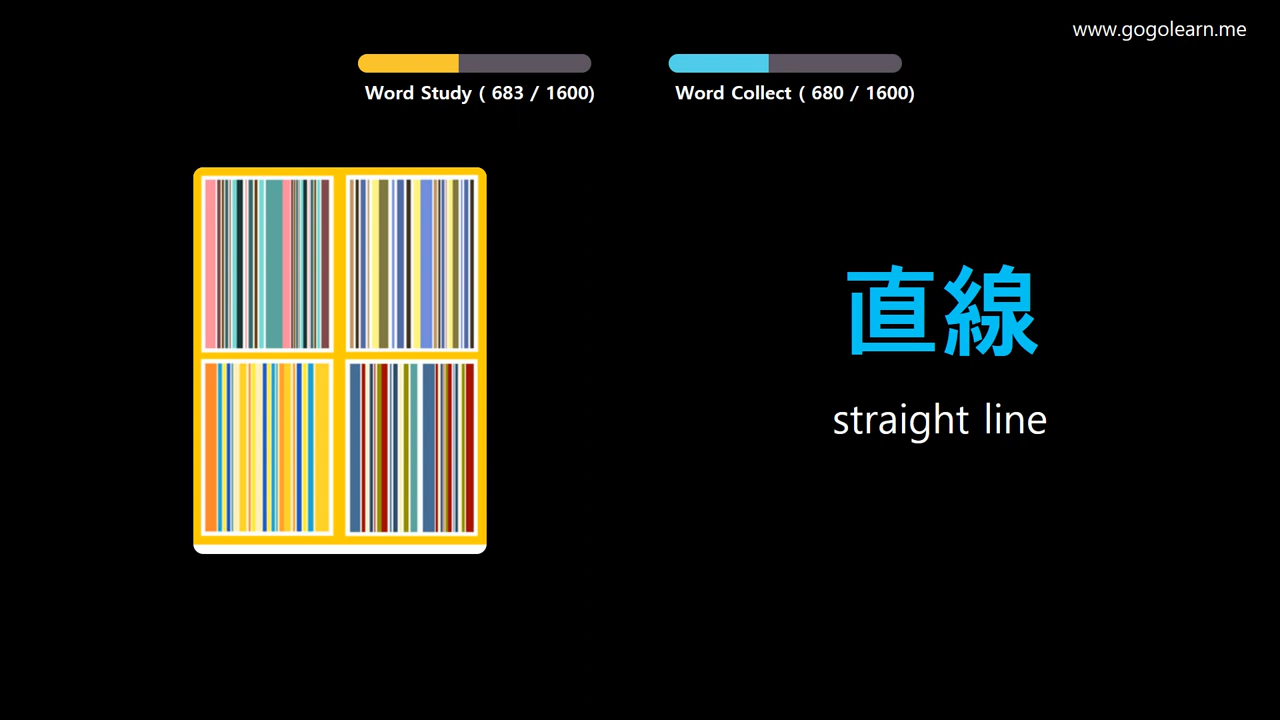 www.gogolearn.me
Word Study ( 683 / 1600)
Word Collect ( 680 / 1600)
直線
straight line